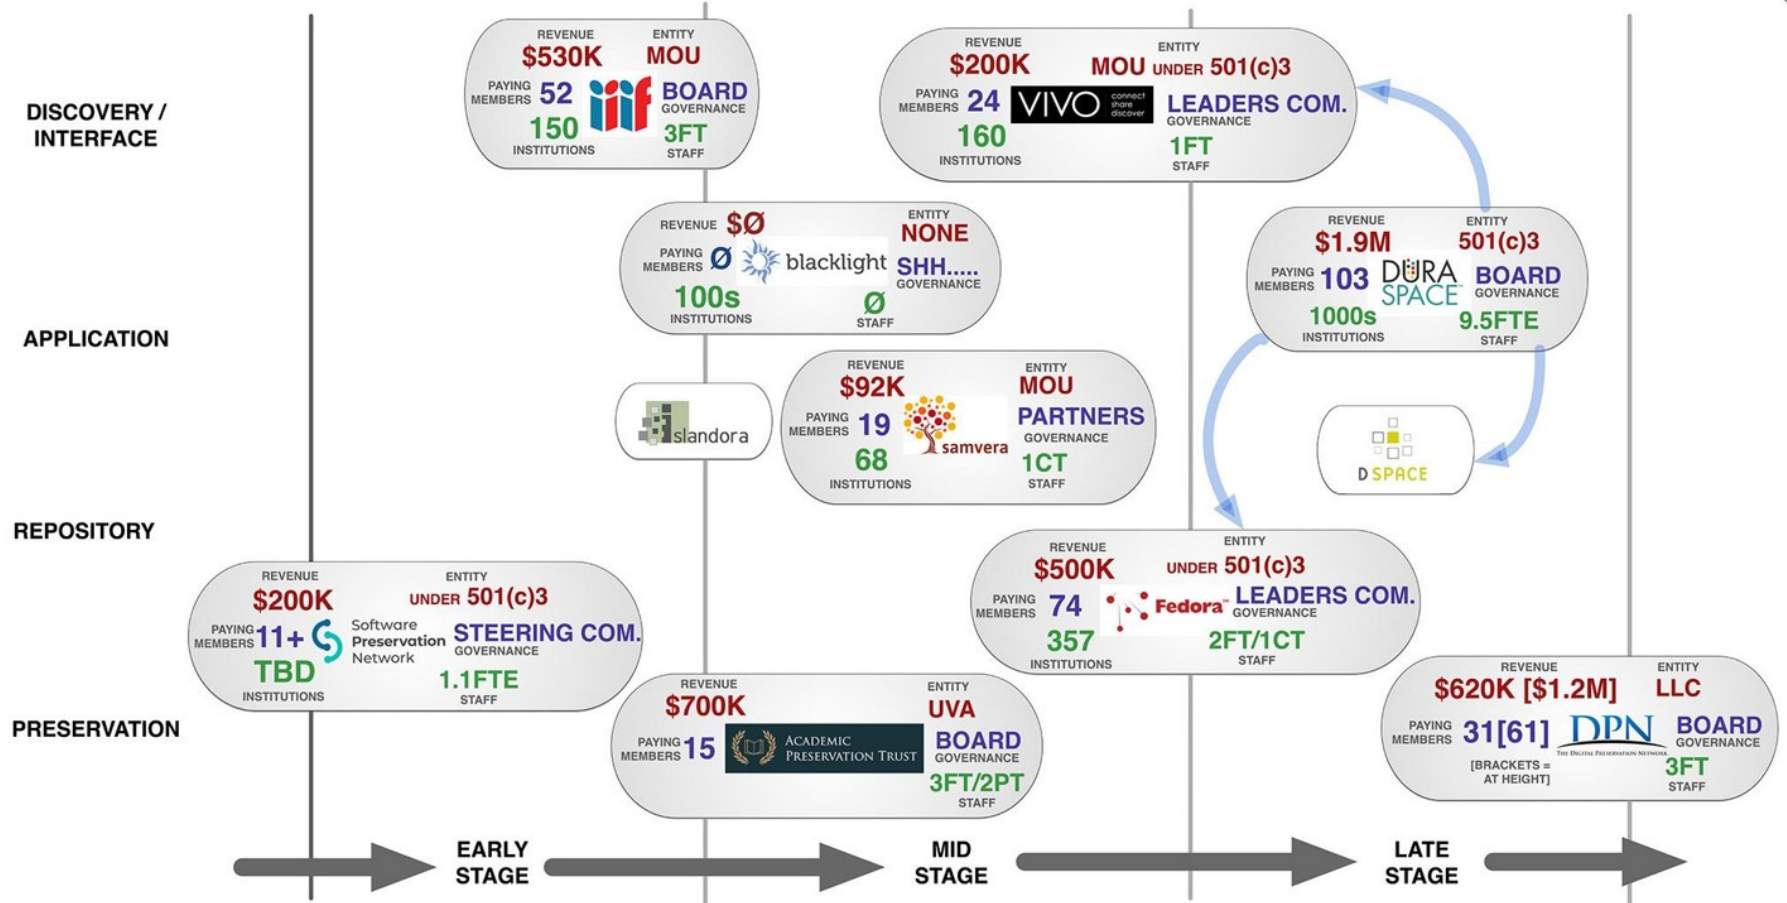 DISCOVERY /
INTERFACE
REVENUE
$530K
ENTITY
MOU
PAYING
MEMBERS 52
iiif
BOARD
GOVERNANCE
150
INSTITUTIONS
3FT
STAFF
REVENUE
$200K
ENTITY
MOU UNDER 501(c)3
PAYING
MEMBERS 24
VIVO
connect
share
discover
LEADERS COM.
GOVERNANCE
160
INSTITUTIONS
1FT
STAFF
APPLICATION
REVENUE $Ø
ENTITY
NONE
PAYING
MEMBERS Ø
blacklight
SHH.....
GOVERNANCE
100s
INSTITUTIONS
Ø
STAFF
REVENUE
$1.9M
ENTITY
501(c)3
PAYING
MEMBERS 103
DURA
SPACE
BOARD
GOVERNANCE
1000s
INSTITUTIONS
9.5FTE
STAFF
islandora
REVENUE
$92K
ENTITY
MOU
PAYING
MEMBERS 19
samvera
PARTNERS
GOVERNANCE
68
INSTITUTIONS
1CT
STAFF
D SPACE
REPOSITORY
REVENUE
$200K
ENTITY
UNDER 501(c)3
PAYING
MEMBERS 11+
Software
Preservation
Network
STEERING COM.
GOVERNANCE
TBD
INSTITUTIONS
1.1FTE
STAFF
REVENUE
$500K
ENTITY
UNDER 501(c)3
PAYING
MEMBERS 74
Fedora™
LEADERS COM.
GOVERNANCE
357
INSTITUTIONS
2FT/1CT
STAFF
PRESERVATION
REVENUE
$700K
ENTITY
UVA
PAYING
MEMBERS 15
ACADEMIC
PRESERVATION TRUST
BOARD
GOVERNANCE
3FT/2PT
STAFF
REVENUE
$620K [$1.2M]
ENTITY
LLC
PAYING
MEMBERS 31[61]
DPN
THE DIGITAL PRESERVATION NETWORK
BOARD
GOVERNANCE
[BRACKETS =
AT HEIGHT]
3FT
STAFF
EARLY
STAGE
MID
STAGE
LATE
STAGE